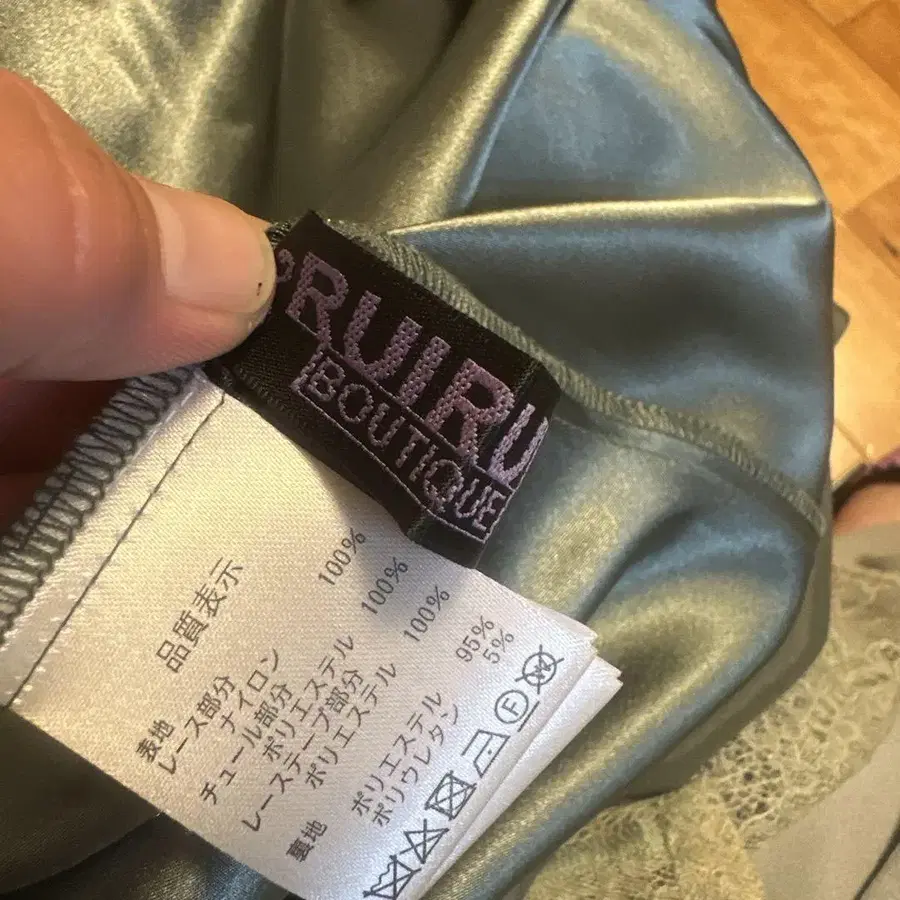 RUIRU
BOUTIQUE
品質表示
表地
レース部分
ナイロン 100%
チュール部分
ポリエステル 100%
レーステープ部分
ポリエステル 100%
裏地
ポリエステル 95%
ポリウレタン 5%
F
W